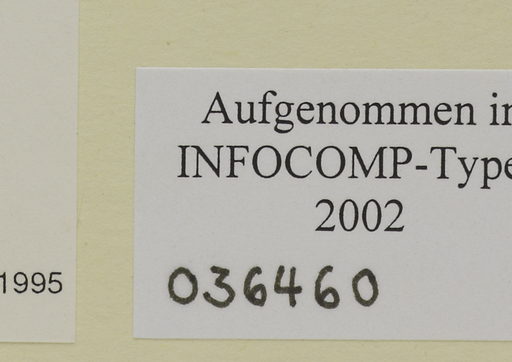 Aufgenommen in
INFOCOMP-Type
2002
036460
1995